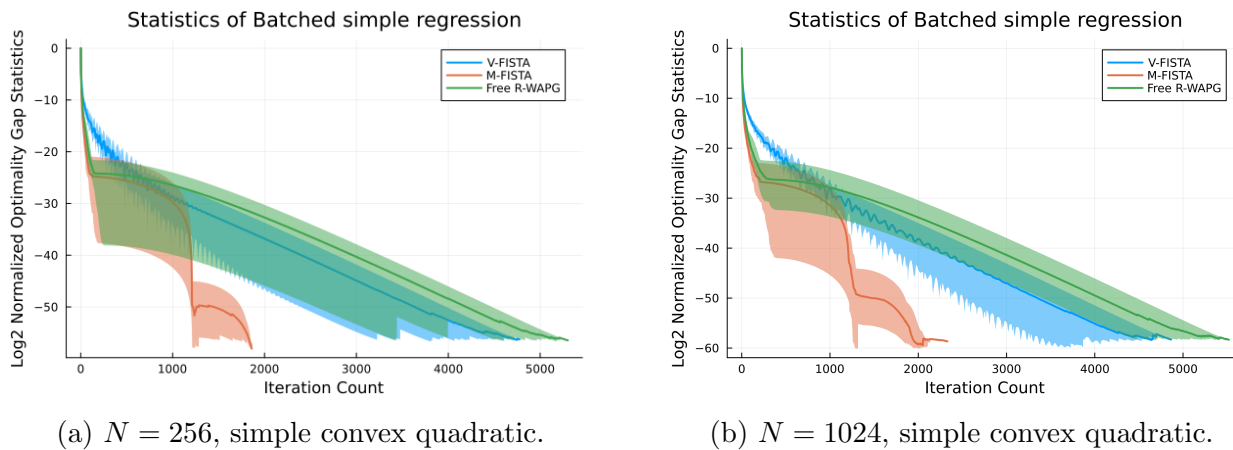 Statistics of Batched simple regression
Log2 Normalized Optimality Gap Statistics
0
−10
−20
−30
−40
−50
V-FISTA
M-FISTA
Free R-WAPG
0
1000
2000
3000
4000
5000
Iteration Count
(a) N = 256, simple convex quadratic.
Statistics of Batched simple regression
Log2 Normalized Optimality Gap Statistics
0
−10
−20
−30
−40
−50
−60
V-FISTA
M-FISTA
Free R-WAPG
0
1000
2000
3000
4000
5000
Iteration Count
(b) N = 1024, simple convex quadratic.